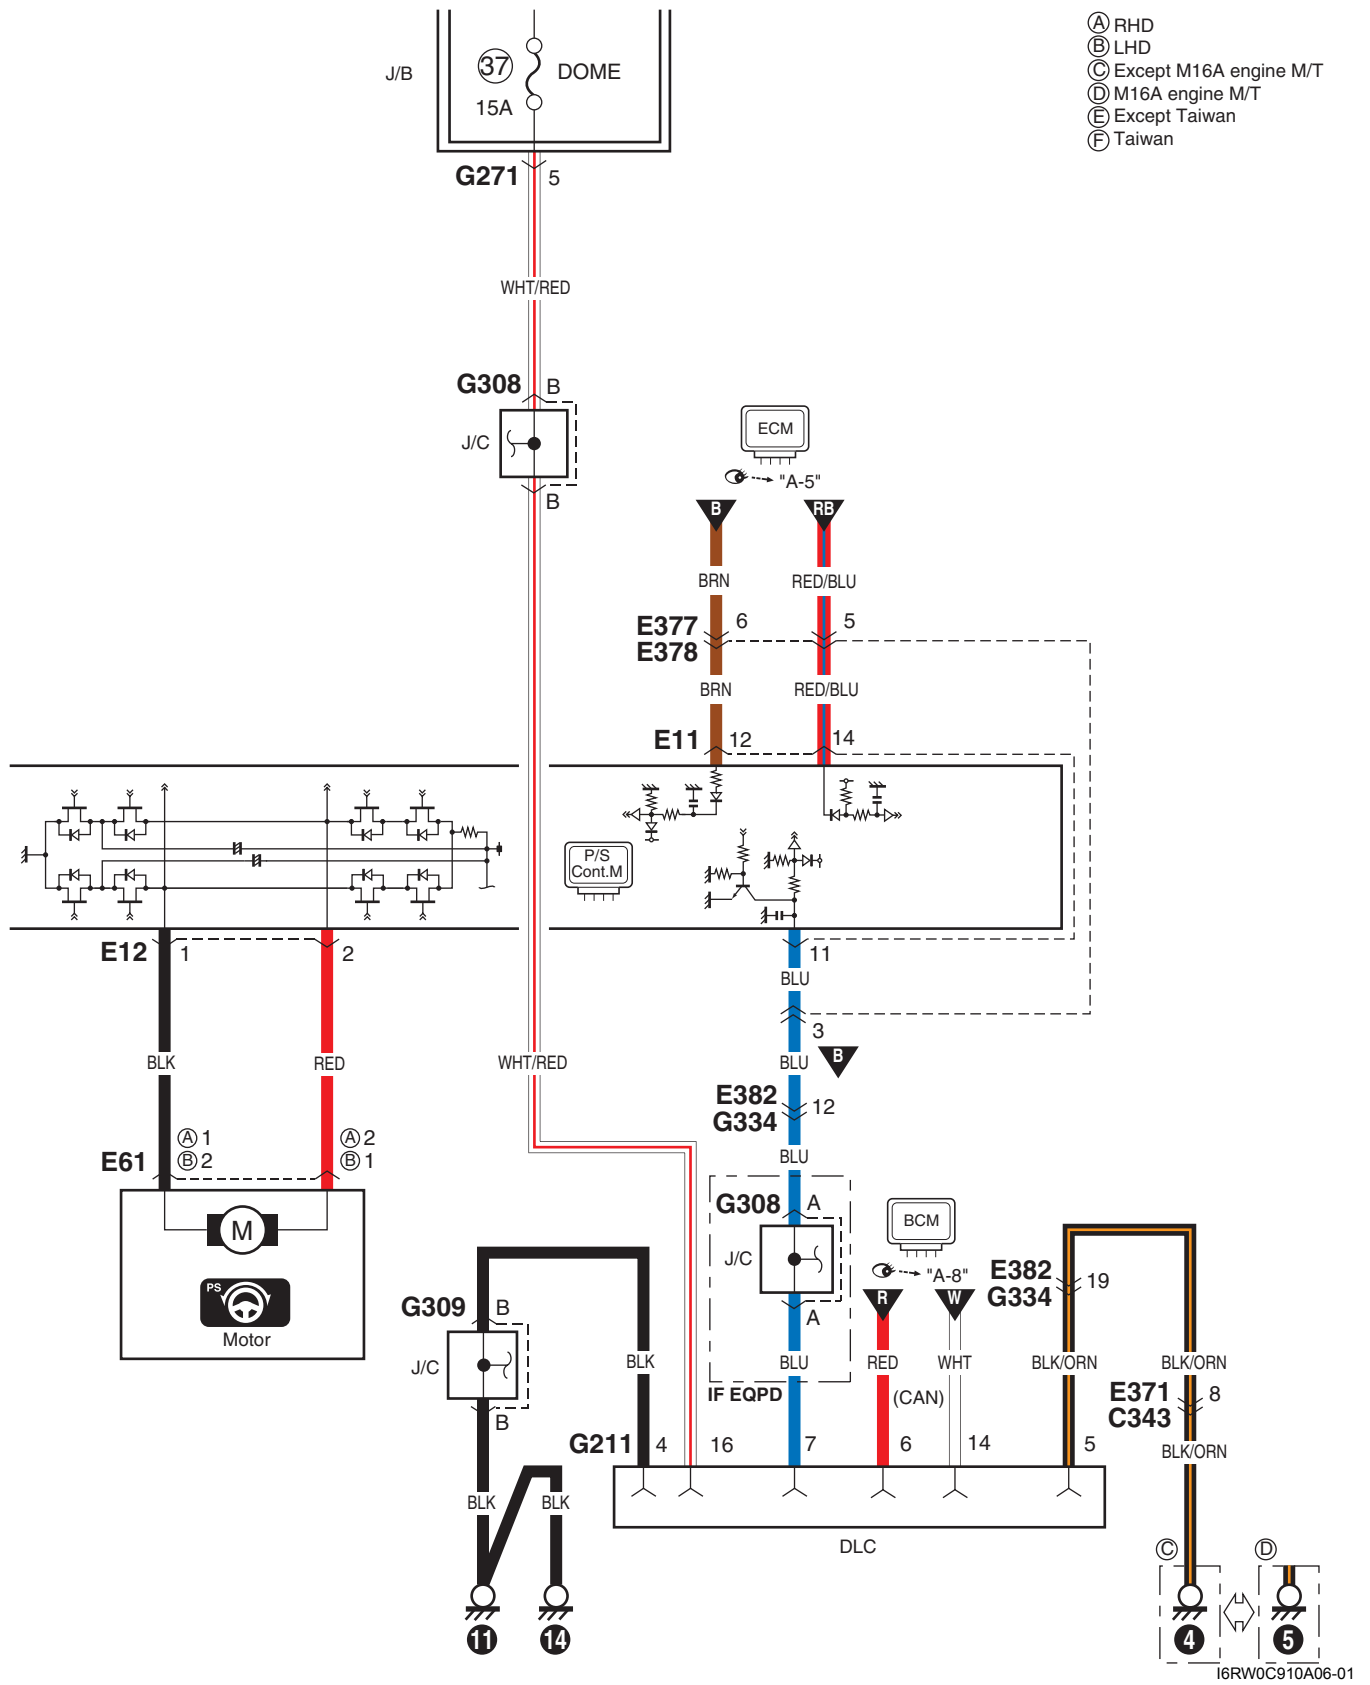 Ⓐ RHD
Ⓑ LHD
Ⓒ Except M16A engine M/T
Ⓓ M16A engine M/T
Ⓔ Except Taiwan
Ⓕ Taiwan
J/B
37
DOME
15A
G271 5
WHT/RED
G308 B
J/C
B
ECM
"A-5"
B RB
BRN RED/BLU
E377 6 5
E378
BRN RED/BLU
E11 12 14
P/S
Cont.M
E12 1 2
11
BLU
3
BLK RED WHT/RED BLU B
E382 12
G334
BLU
Ⓐ 1 Ⓐ 2
E61 Ⓑ 2 Ⓑ 1
M
PS
Motor
G308 A
J/C
A
BLU
IF EQPD
BCM
"A-8"
R W
RED WHT
(CAN)
E382 19
G334
BLK/ORN BLK/ORN
E371 8
C343
BLK/ORN
G309 B
J/C
B
BLK
G211 4 16 7 6 14 5
DLC
BLK BLK
11 14
Ⓒ Ⓓ
4 5
I6RW0C910A06-01